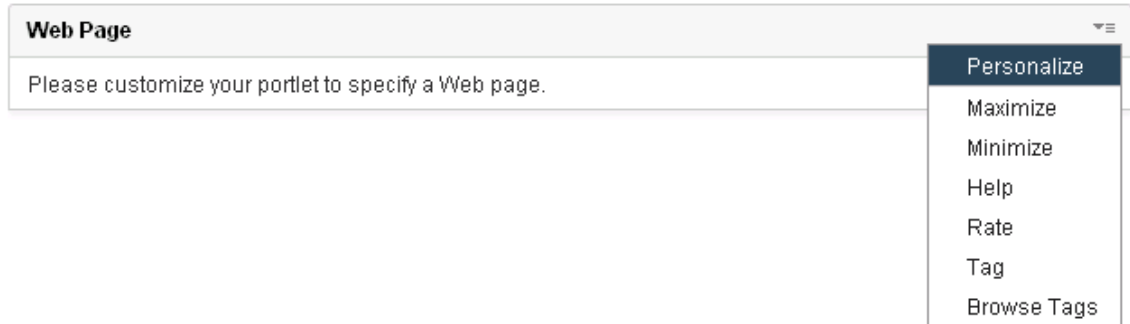 Web Page
Please customize your portlet to specify a Web page.
Personalize
Maximize
Minimize
Help
Rate
Tag
Browse Tags